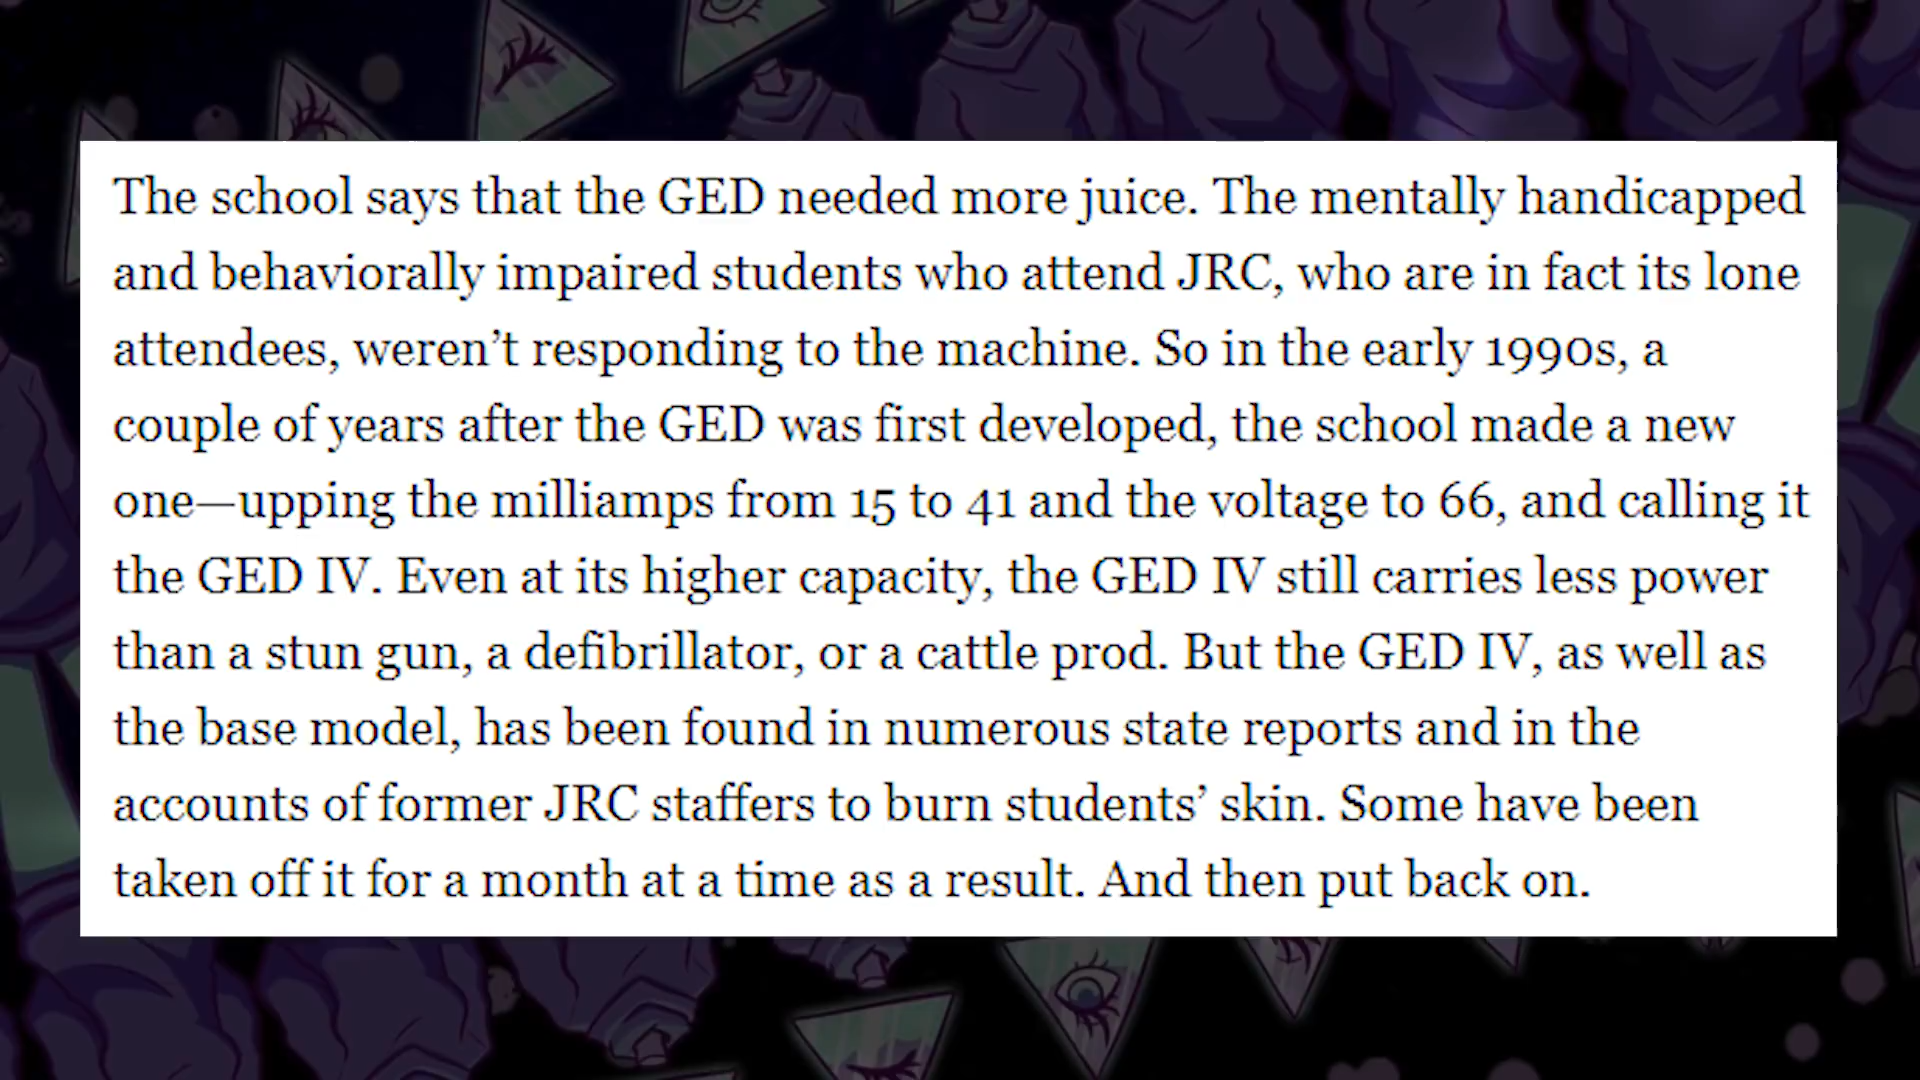 The school says that the GED needed more juice. The mentally handicapped
and behaviorally impaired students who attend JRC, who are in fact its lone
attendees, weren’t responding to the machine. So in the early 1990s, a
couple of years after the GED was first developed, the school made a new
one—upping the milliamps from 15 to 41 and the voltage to 66, and calling it
the GED IV. Even at its higher capacity, the GED IV still carries less power
than a stun gun, a defibrillator, or a cattle prod. But the GED IV, as well as
the base model, has been found in numerous state reports and in the
accounts of former JRC staffers to burn students’ skin. Some have been
taken off it for a month at a time as a result. And then put back on.